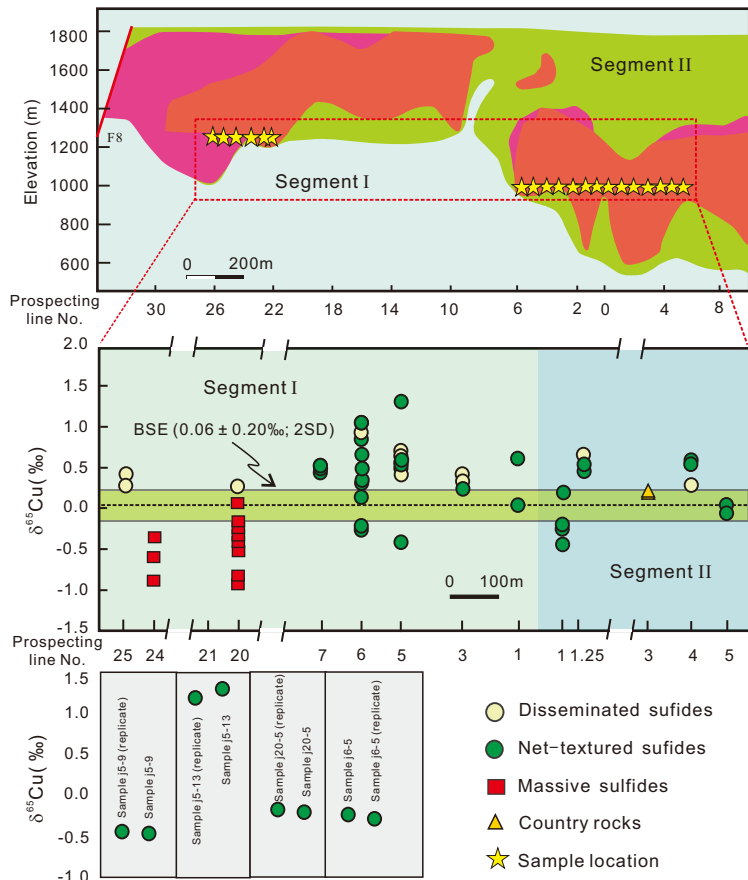 1800
1600
1400
1200
1000
800
600
Elevation (m)
Segment II
F8
Segment I
0 200m
Prospecting
line No.
30 26 22 18 14 10 6 2 0 4 8
2.0
1.5
1.0
0.5
0.0
-0.5
-1.0
-1.5
δ65Cu( ‰)
Segment I
BSE (0.06 ± 0.20‰; 2SD)
0 100m
Segment II
Prospecting
line No.
25 24 21 20 7 6 5 3 1 1 1.25 3 4 5
1.5
1.0
0.5
0.0
-0.5
-1.0
δ65Cu( ‰)
Sample j5-9 (replicate)
Sample j5-9
Sample j5-13 (replicate)
Sample j5-13
Sample j20-5 (replicate)
Sample j20-5
Sample j6-5
Sample j6-5 (replicate)
Disseminated sufides
Net-textured sufides
Massive sulfides
Country rocks
Sample location